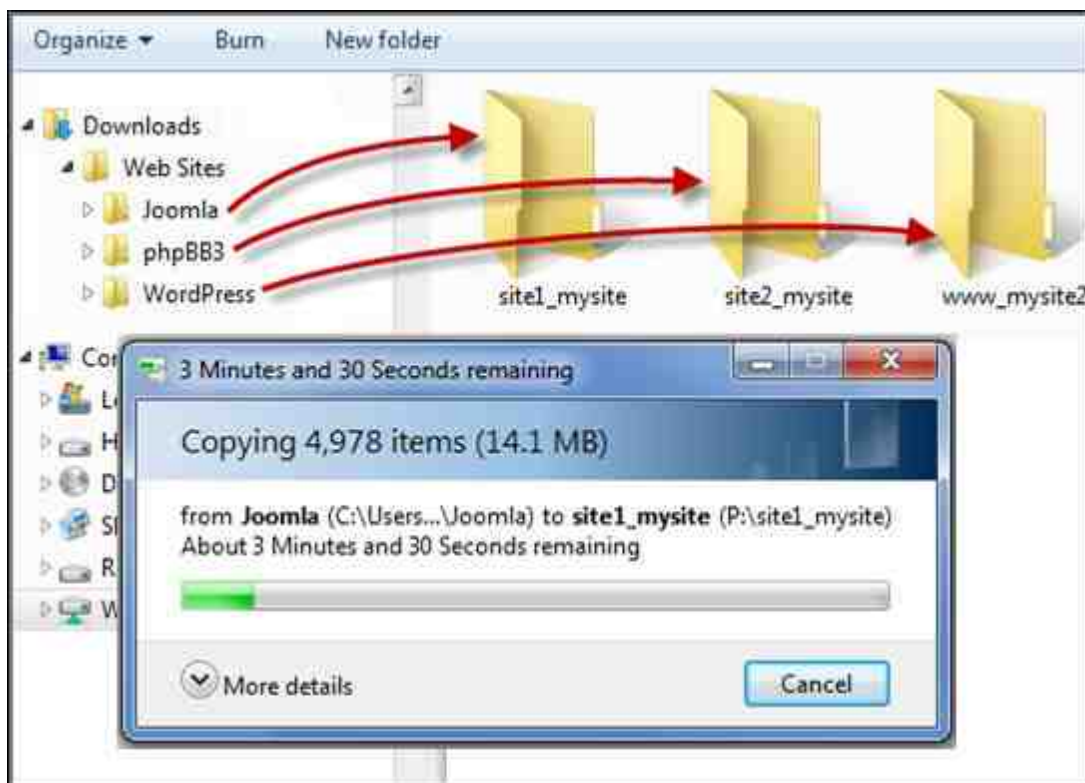 Organize Burn New folder
Downloads
Web Sites
Joomla
phpBB3
WordPress
site1_mysite site2_mysite www_mysite2
Co
L
H
D
S
R
W
3 Minutes and 30 Seconds remaining
Copying 4,978 items (14.1 MB)
from Joomla (C:\Users...\Joomla) to site1_mysite (P:\site1_mysite)
About 3 Minutes and 30 Seconds remaining
More details
Cancel